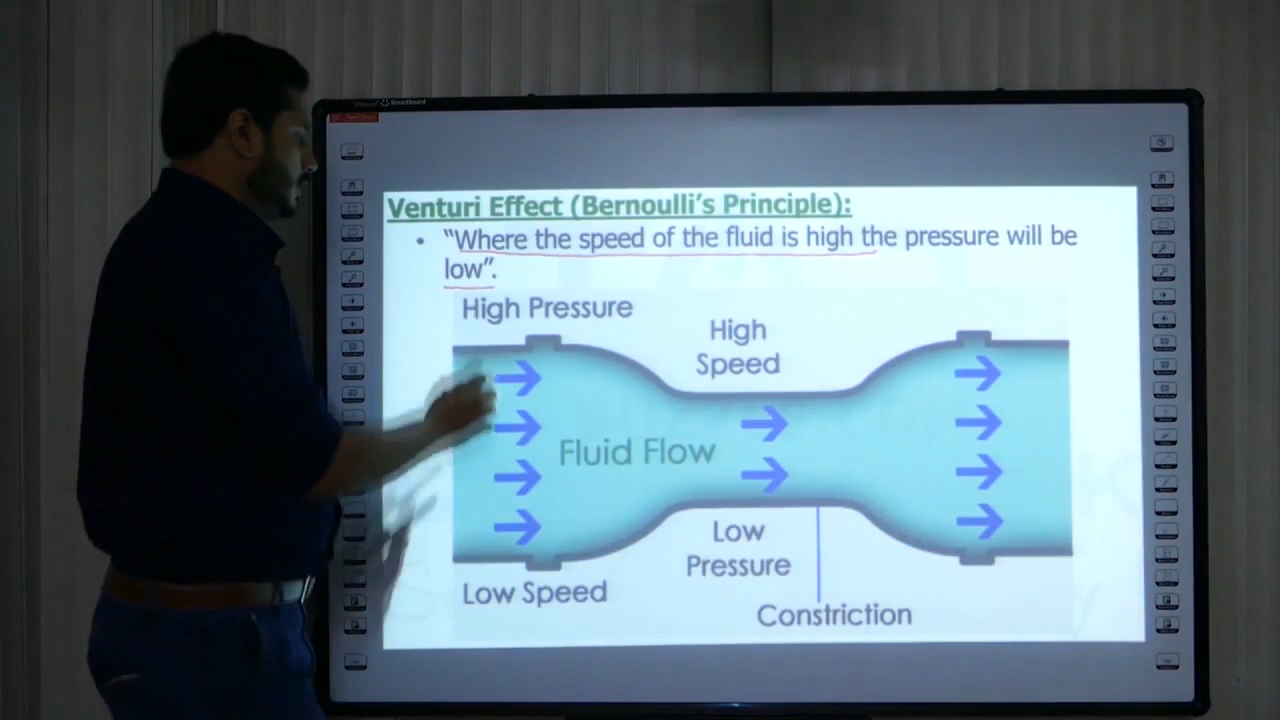 Smartboard
Venturi Effect (Bernoulli's Principle):
• "Where the speed of the fluid is high the pressure will be
low".
High Pressure
High
Speed
Fluid Flow
Low
Pressure
Low Speed
Constriction